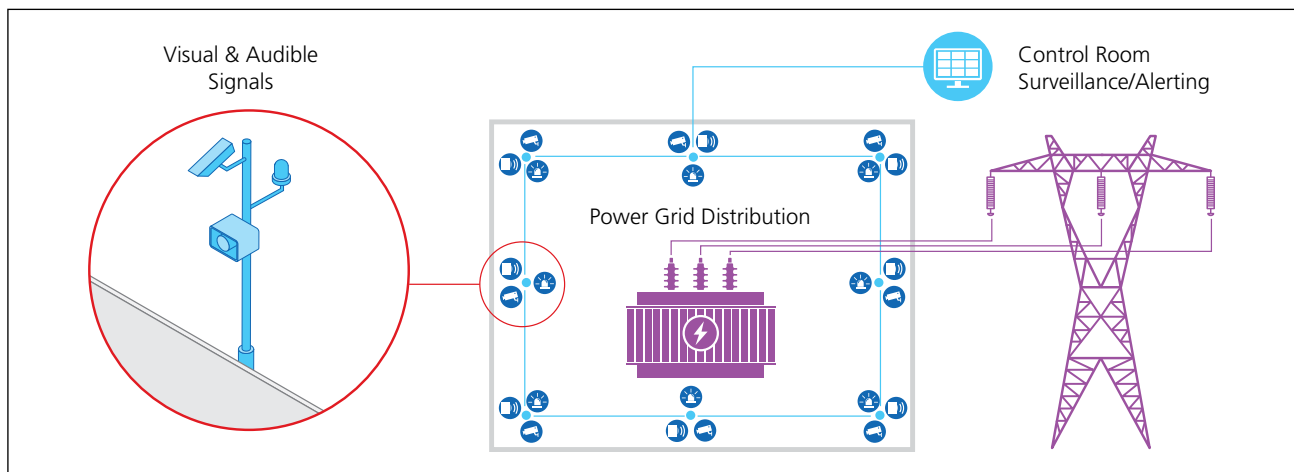 Visual & Audible
Signals
Control Room
Surveillance/Alerting
Power Grid Distribution